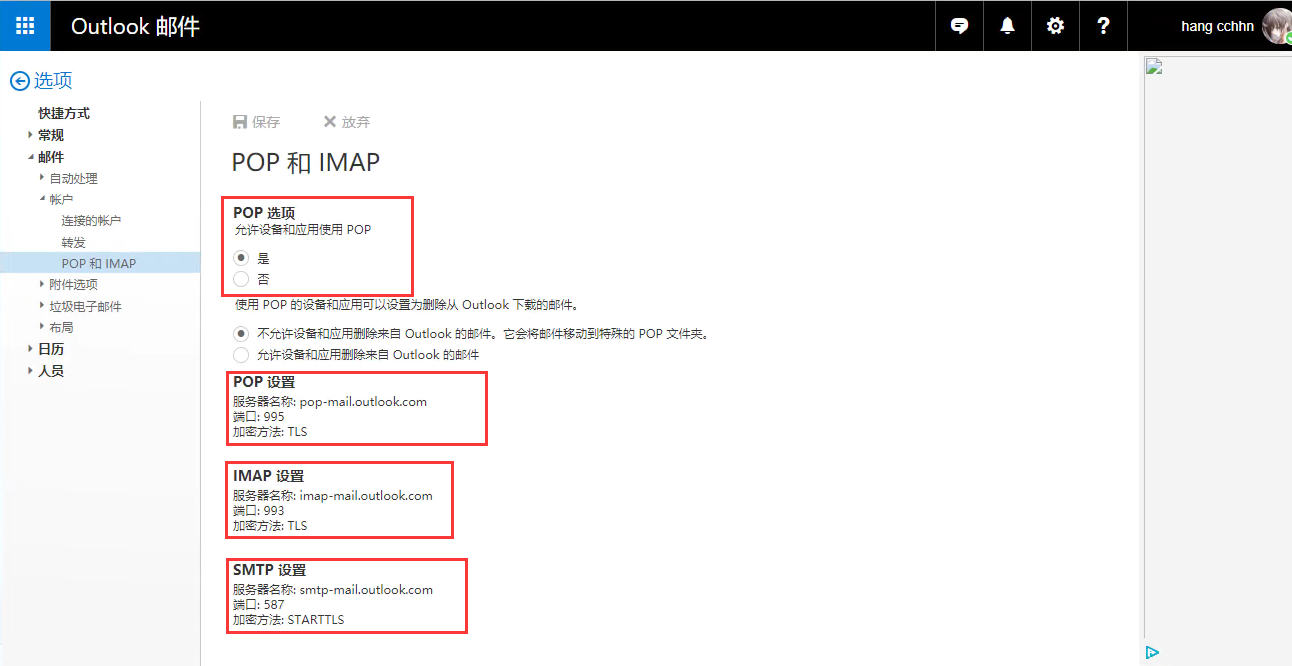 Outlook 邮件
hang cchhn
选项
快捷方式
常规
邮件
自动处理
帐户
连接的帐户
转发
POP 和 IMAP
附件选项
垃圾电子邮件
布局
日历
人员
保存 放弃
POP 和 IMAP
POP 选项
允许设备和应用使用 POP
是
否
使用 POP 的设备和应用可以设置为删除从 Outlook 下载的邮件。
不允许设备和应用删除来自 Outlook 的邮件。它会将邮件移动到特殊的 POP 文件夹。
允许设备和应用删除来自 Outlook 的邮件
POP 设置
服务器名称: pop-mail.outlook.com
端口: 995
加密方法: TLS
IMAP 设置
服务器名称: imap-mail.outlook.com
端口: 993
加密方法: TLS
SMTP 设置
服务器名称: smtp-mail.outlook.com
端口: 587
加密方法: STARTTLS